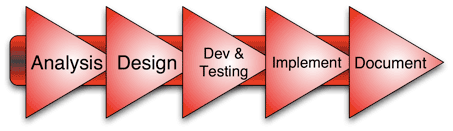 Analysis
Design
Dev &
Testing
Implement
Document